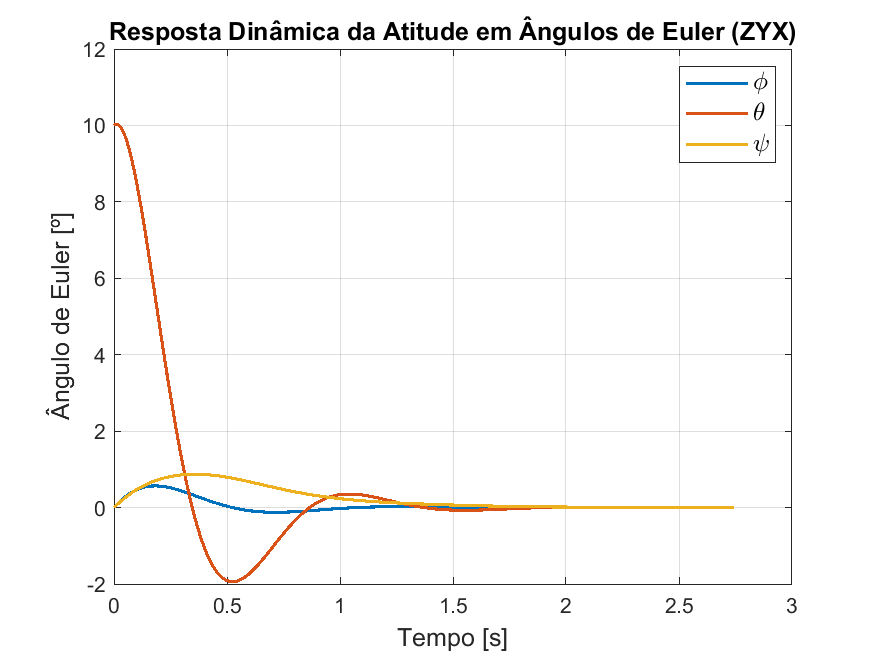 Resposta Dinâmica da Atitude em Ângulos de Euler (ZYX)
12
10
8
6
4
2
0
-2
Ângulo de Euler [º]
ϕ
θ
ψ
0 0.5 1 1.5 2 2.5 3
Tempo [s]